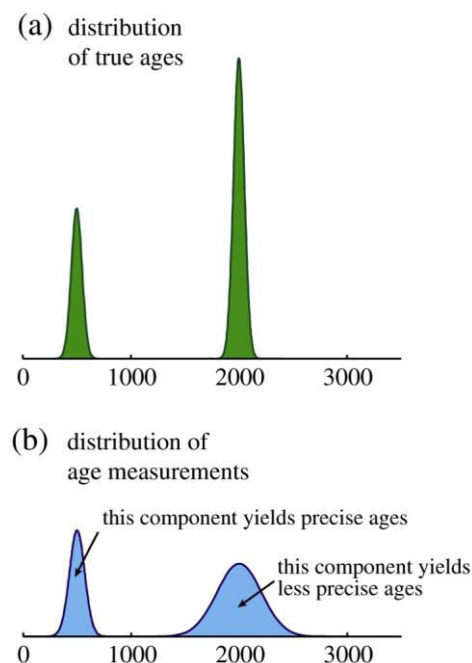 (a) distribution
of true ages
0 1000 2000 3000
(b) distribution of
age measurements
this component yields precise ages
this component yields
less precise ages
0 1000 2000 3000